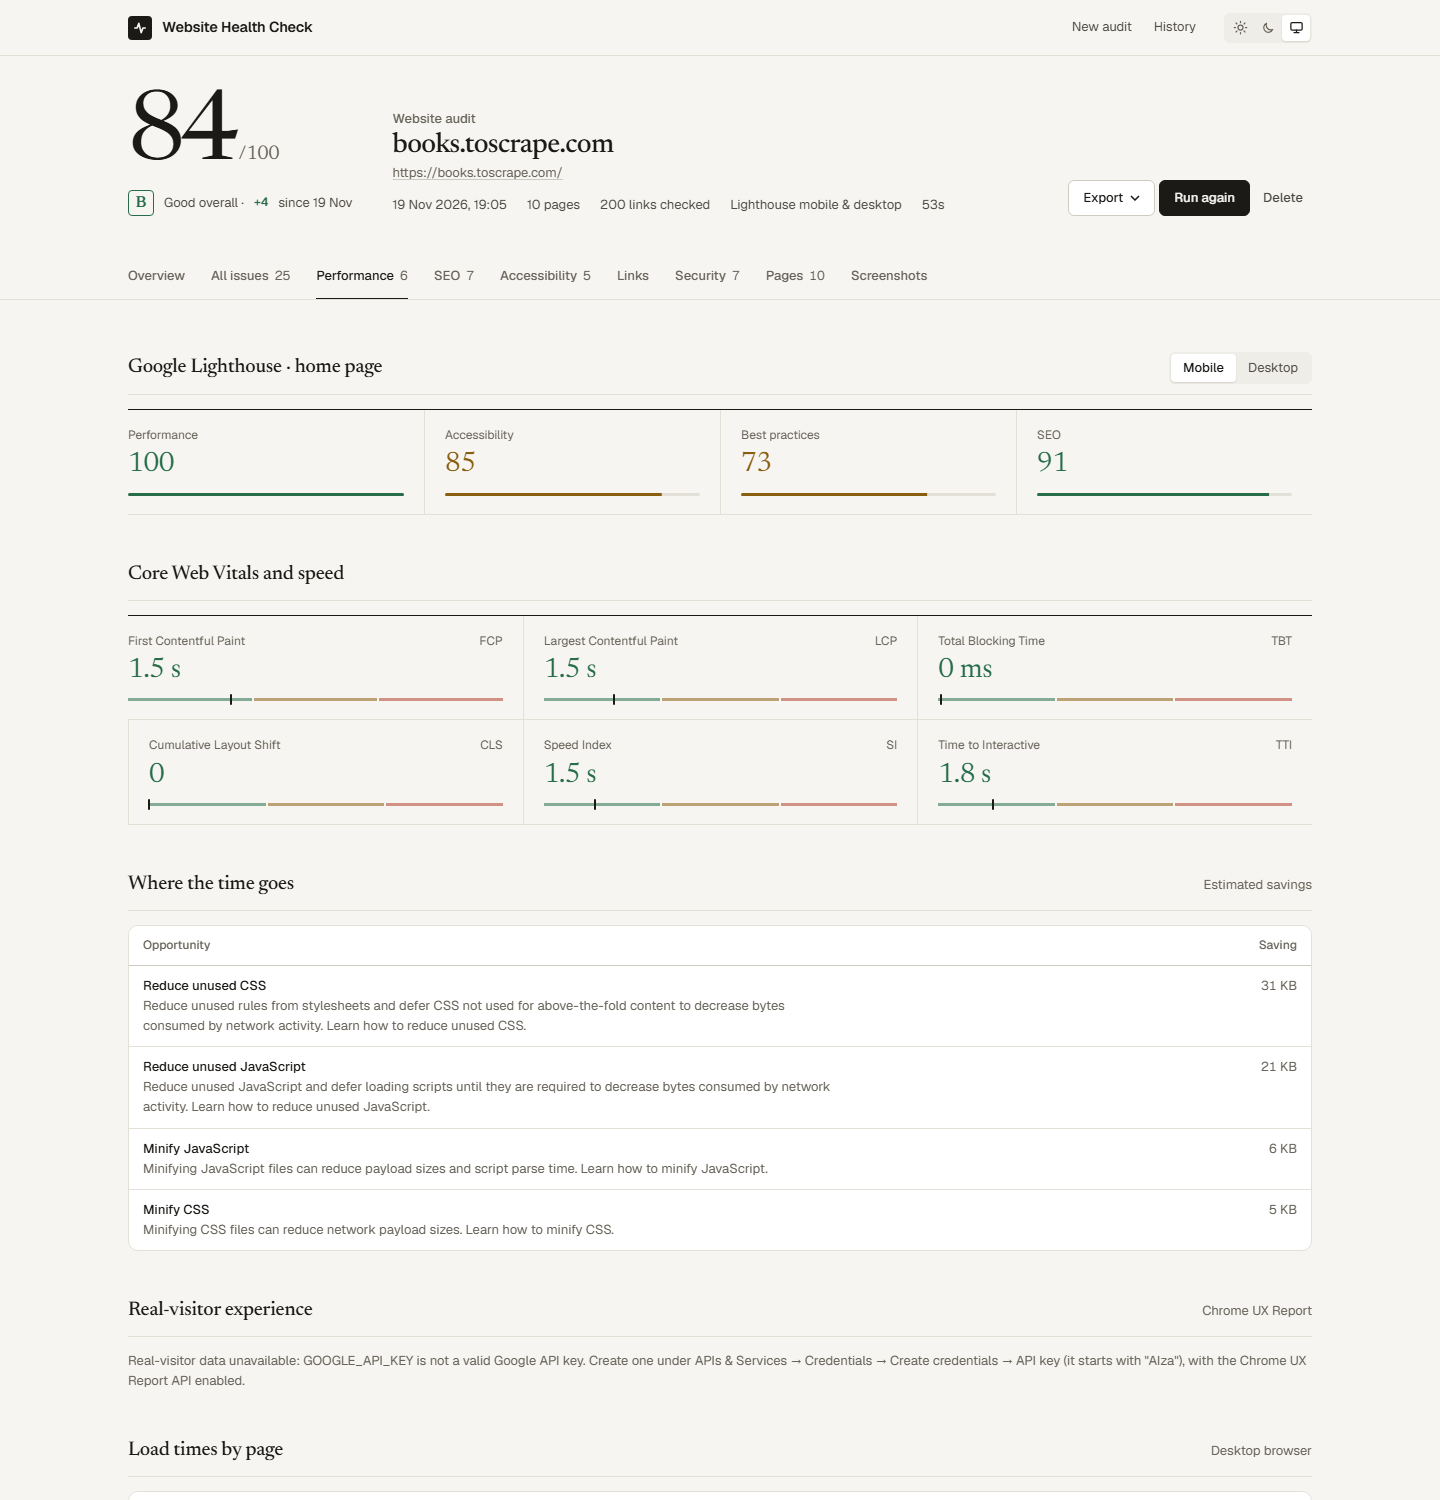 Website Health Check
New audit History
84/100
B Good overall · +4 since 19 Nov
Website audit
books.toscrape.com
https://books.toscrape.com/
19 Nov 2026, 19:05 10 pages 200 links checked Lighthouse mobile & desktop 53s
Export Run again Delete
Overview All issues 25 Performance 6 SEO 7 Accessibility 5 Links Security 7 Pages 10 Screenshots
Google Lighthouse · home page
Mobile Desktop
Performance
100
Accessibility
85
Best practices
73
SEO
91
Core Web Vitals and speed
First Contentful Paint FCP
1.5 s
Largest Contentful Paint LCP
1.5 s
Total Blocking Time TBT
0 ms
Cumulative Layout Shift CLS
0
Speed Index SI
1.5 s
Time to Interactive TTI
1.8 s
Where the time goes Estimated savings
Opportunity Saving
Reduce unused CSS 31 KB
Reduce unused rules from stylesheets and defer CSS not used for above-the-fold content to decrease bytes
consumed by network activity. Learn how to reduce unused CSS.
Reduce unused JavaScript 21 KB
Reduce unused JavaScript and defer loading scripts until they are required to decrease bytes consumed by network
activity. Learn how to reduce unused JavaScript.
Minify JavaScript 6 KB
Minifying JavaScript files can reduce payload sizes and script parse time. Learn how to minify JavaScript.
Minify CSS 5 KB
Minifying CSS files can reduce network payload sizes. Learn how to minify CSS.
Real-visitor experience Chrome UX Report
Real-visitor data unavailable: GOOGLE_API_KEY is not a valid Google API key. Create one under APIs & Services → Credentials → Create credentials → API key (it starts with "AIza"), with the Chrome UX
Report API enabled.
Load times by page Desktop browser